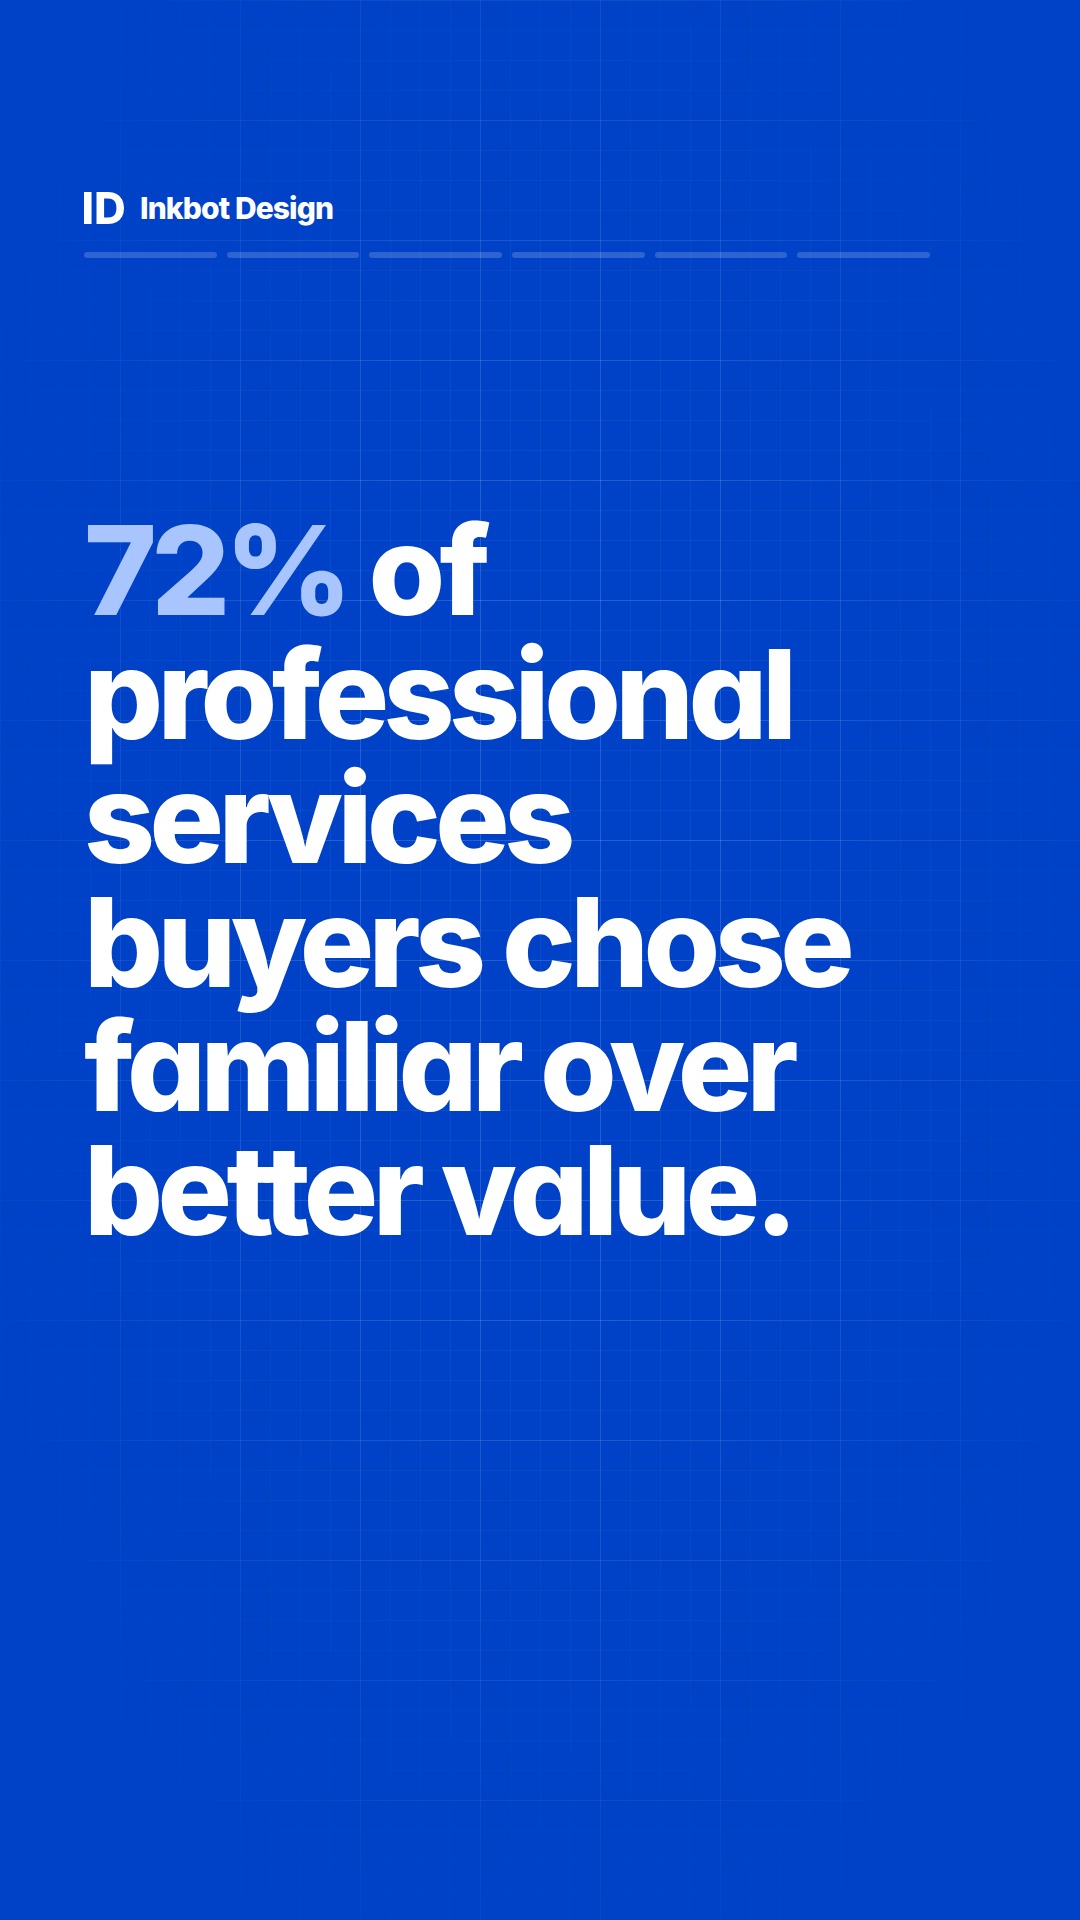 ID Inkbot Design
72% of
professional
services
buyers chose
familiar over
better value.